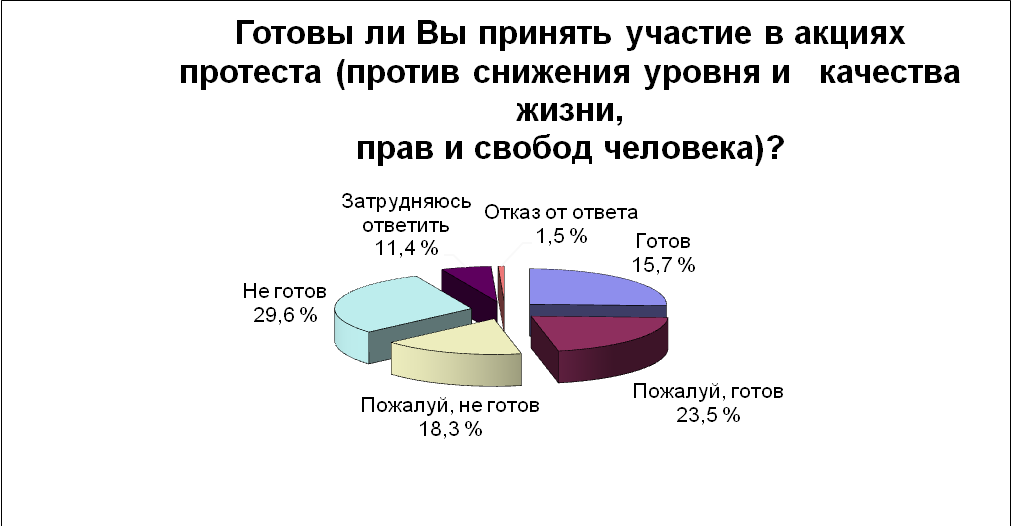 Готовы ли Вы принять участие в акциях
протеста (против снижения уровня и качества
жизни,
прав и свобод человека)?
Затрудняюсь
ответить
11,4 %
Отказ от ответа
1,5 %
Готов
15,7 %
Не готов
29,6 %
Пожалуй, готов
23,5 %
Пожалуй, не готов
18,3 %